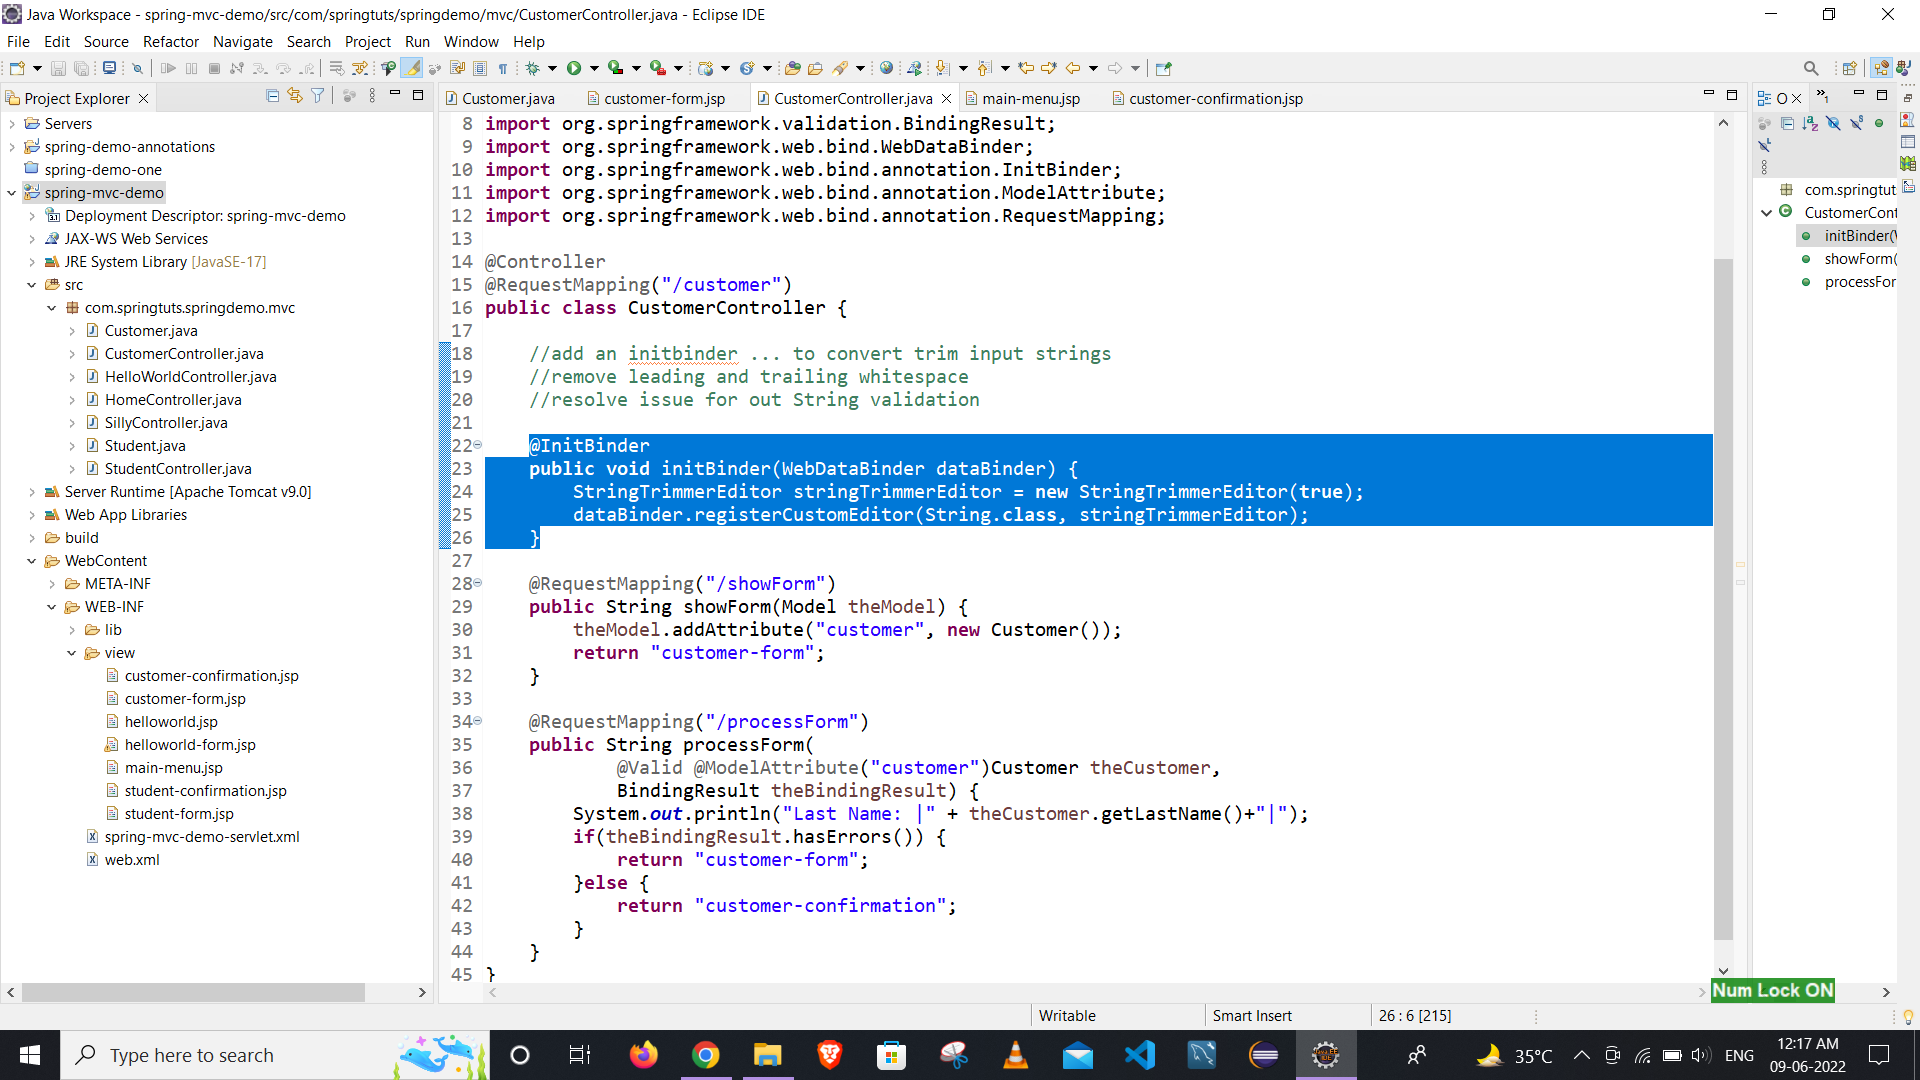 Java Workspace - spring-mvc-demo/src/com/springtuts/springdemo/mvc/CustomerController.java - Eclipse IDE
File Edit Source Refactor Navigate Search Project Run Window Help
Project Explorer
Servers
spring-demo-annotations
spring-demo-one
spring-mvc-demo
Deployment Descriptor: spring-mvc-demo
JAX-WS Web Services
JRE System Library [JavaSE-17]
src
com.springtuts.springdemo.mvc
Customer.java
CustomerController.java
HelloWorldController.java
HomeController.java
SillyController.java
Student.java
StudentController.java
Server Runtime [Apache Tomcat v9.0]
Web App Libraries
build
WebContent
META-INF
WEB-INF
lib
view
customer-confirmation.jsp
customer-form.jsp
helloworld.jsp
helloworld-form.jsp
main-menu.jsp
student-confirmation.jsp
student-form.jsp
spring-mvc-demo-servlet.xml
web.xml
Customer.java customer-form.jsp CustomerController.java main-menu.jsp customer-confirmation.jsp
8 import org.springframework.validation.BindingResult;
9 import org.springframework.web.bind.WebDataBinder;
10 import org.springframework.web.bind.annotation.InitBinder;
11 import org.springframework.web.bind.annotation.ModelAttribute;
12 import org.springframework.web.bind.annotation.RequestMapping;
13
14 @Controller
15 @RequestMapping("/customer")
16 public class CustomerController {
17
18 //add an initbinder ... to convert trim input strings
19 //remove leading and trailing whitespace
20 //resolve issue for out String validation
21
22 @InitBinder
23 public void initBinder(WebDataBinder dataBinder) {
24 StringTrimmerEditor stringTrimmerEditor = new StringTrimmerEditor(true);
25 dataBinder.registerCustomEditor(String.class, stringTrimmerEditor);
26 }
27
28 @RequestMapping("/showForm")
29 public String showForm(Model theModel) {
30 theModel.addAttribute("customer", new Customer());
31 return "customer-form";
32 }
33
34 @RequestMapping("/processForm")
35 public String processForm(
36 @Valid @ModelAttribute("customer")Customer theCustomer,
37 BindingResult theBindingResult) {
38 System.out.println("Last Name: |" + theCustomer.getLastName()+"|");
39 if(theBindingResult.hasErrors()) {
40 return "customer-form";
41 }else {
42 return "customer-confirmation";
43 }
44 }
45 }
O
com.springtut
CustomerCont
initBinder(W
showForm(
processFor
Num Lock ON
Writable Smart Insert 26 : 6 [215]
Type here to search
35°C ENG 12:17 AM
09-06-2022